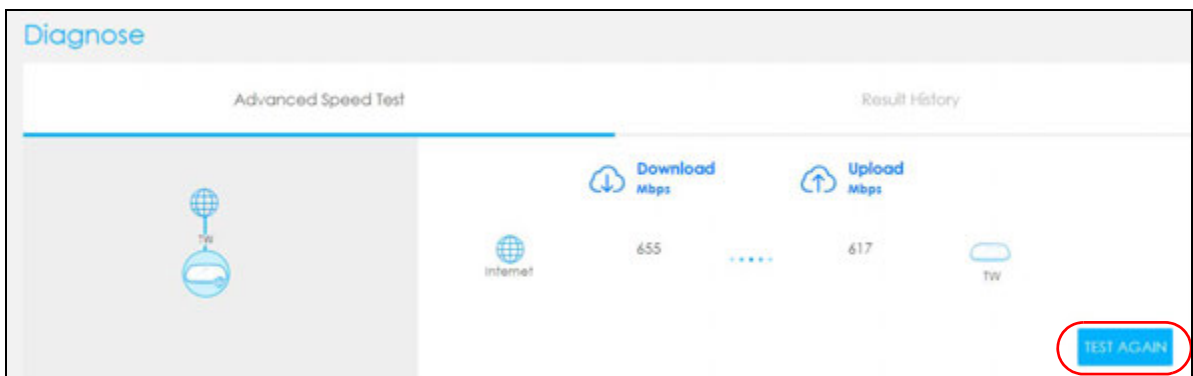 Diagnose
Advanced Speed Test
Result History
Download
Mbps
Upload
Mbps
TW
Internet
655
617
TW
TEST AGAIN